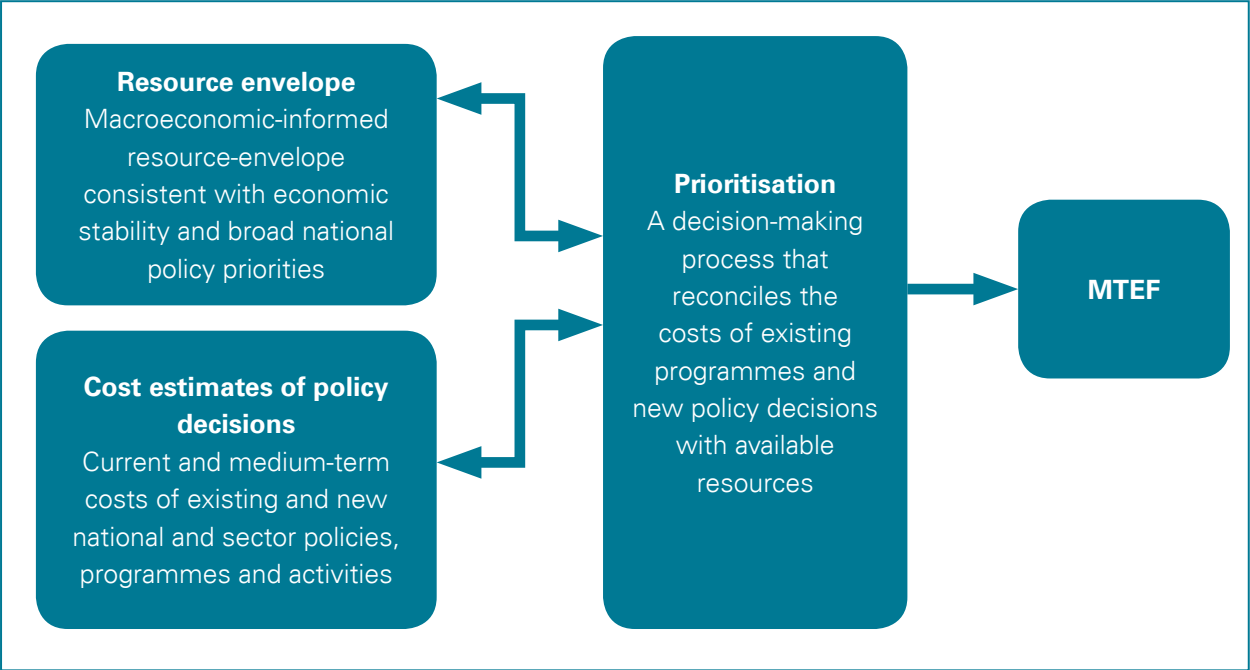 Resource envelope
Macroeconomic-informed
resource-envelope
consistent with economic
stability and broad national
policy priorities
Cost estimates of policy
decisions
Current and medium-term
costs of existing and new
national and sector policies,
programmes and activities
Prioritisation
A decision-making
process that
reconciles the
costs of existing
programmes and
new policy decisions
with available
resources
MTEF